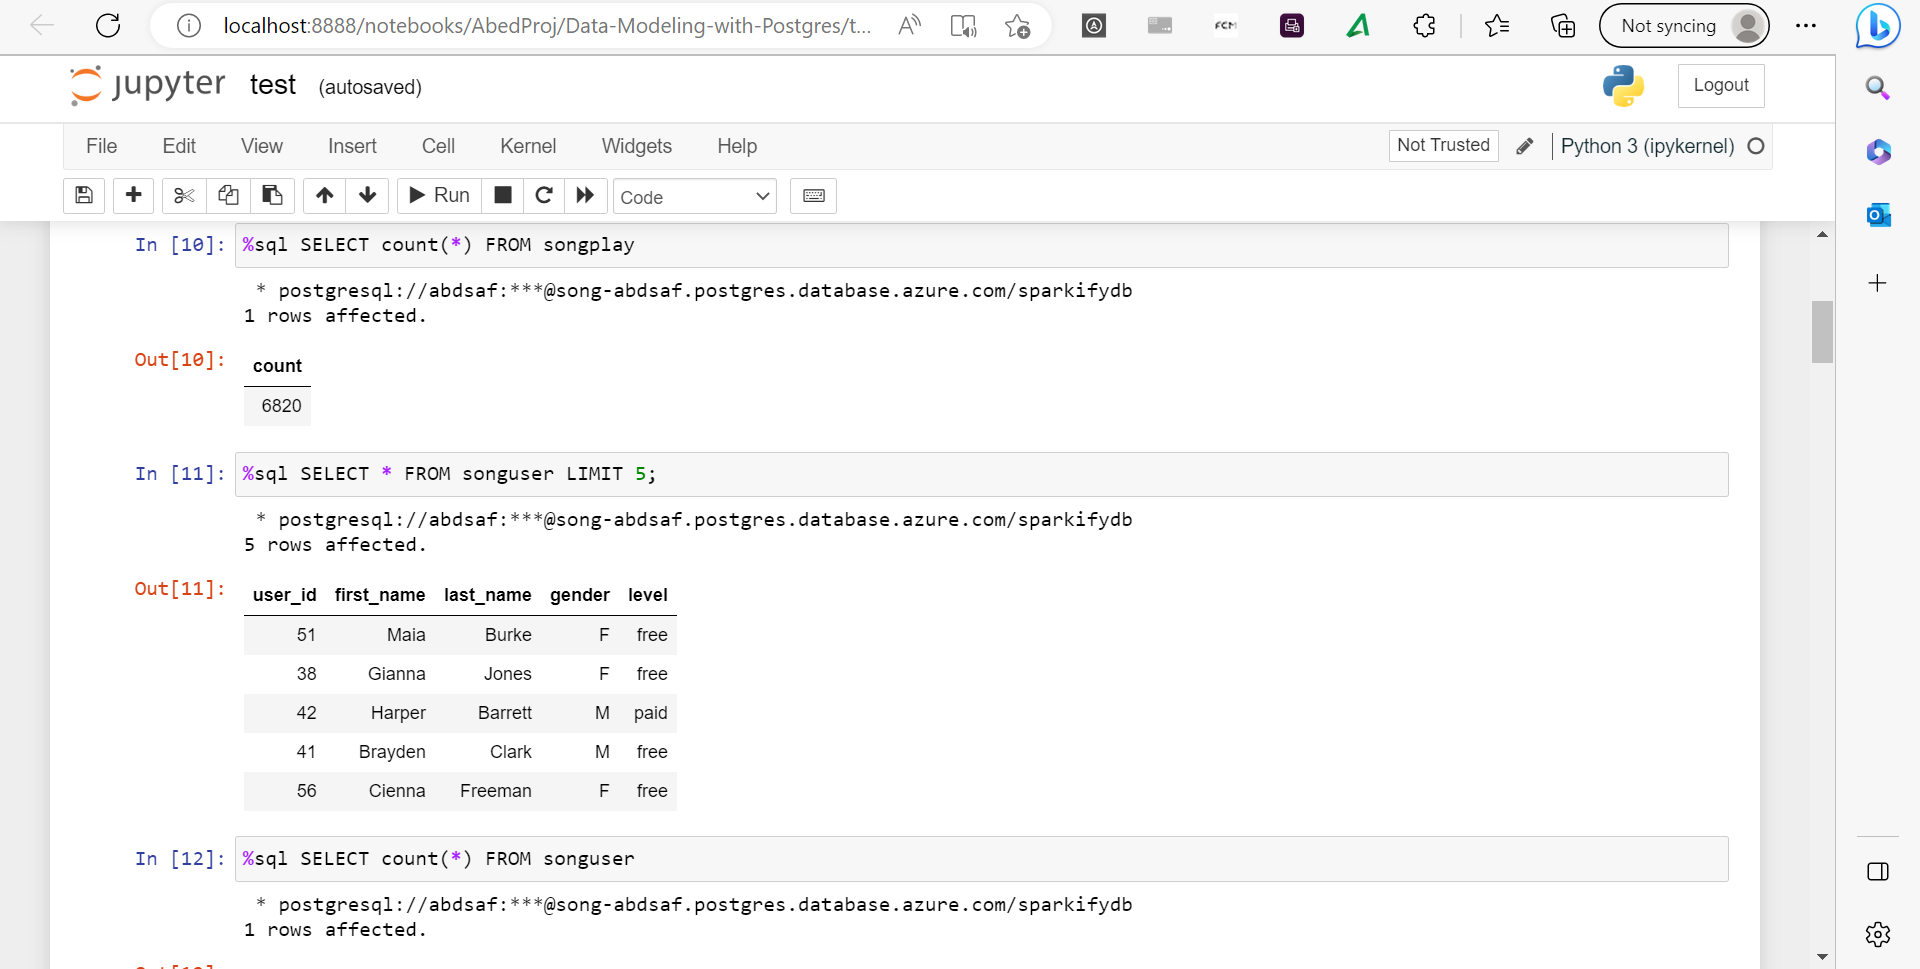 localhost:8888/notebooks/AbedProj/Data-Modeling-with-Postgres/t...
FCM
Not syncing
jupyter test (autosaved)
Logout
File Edit View Insert Cell Kernel Widgets Help
Not Trusted
Python 3 (ipykernel)
Run
Code
In [10]: %sql SELECT count(*) FROM songplay
* postgresql://abdsaf:***@song-abdsaf.postgres.database.azure.com/sparkifydb
1 rows affected.
Out[10]: count
6820
In [11]: %sql SELECT * FROM songuser LIMIT 5;
* postgresql://abdsaf:***@song-abdsaf.postgres.database.azure.com/sparkifydb
5 rows affected.
Out[11]: user_id first_name last_name gender level
51 Maia Burke F free
38 Gianna Jones F free
42 Harper Barrett M paid
41 Brayden Clark M free
56 Cienna Freeman F free
In [12]: %sql SELECT count(*) FROM songuser
* postgresql://abdsaf:***@song-abdsaf.postgres.database.azure.com/sparkifydb
1 rows affected.